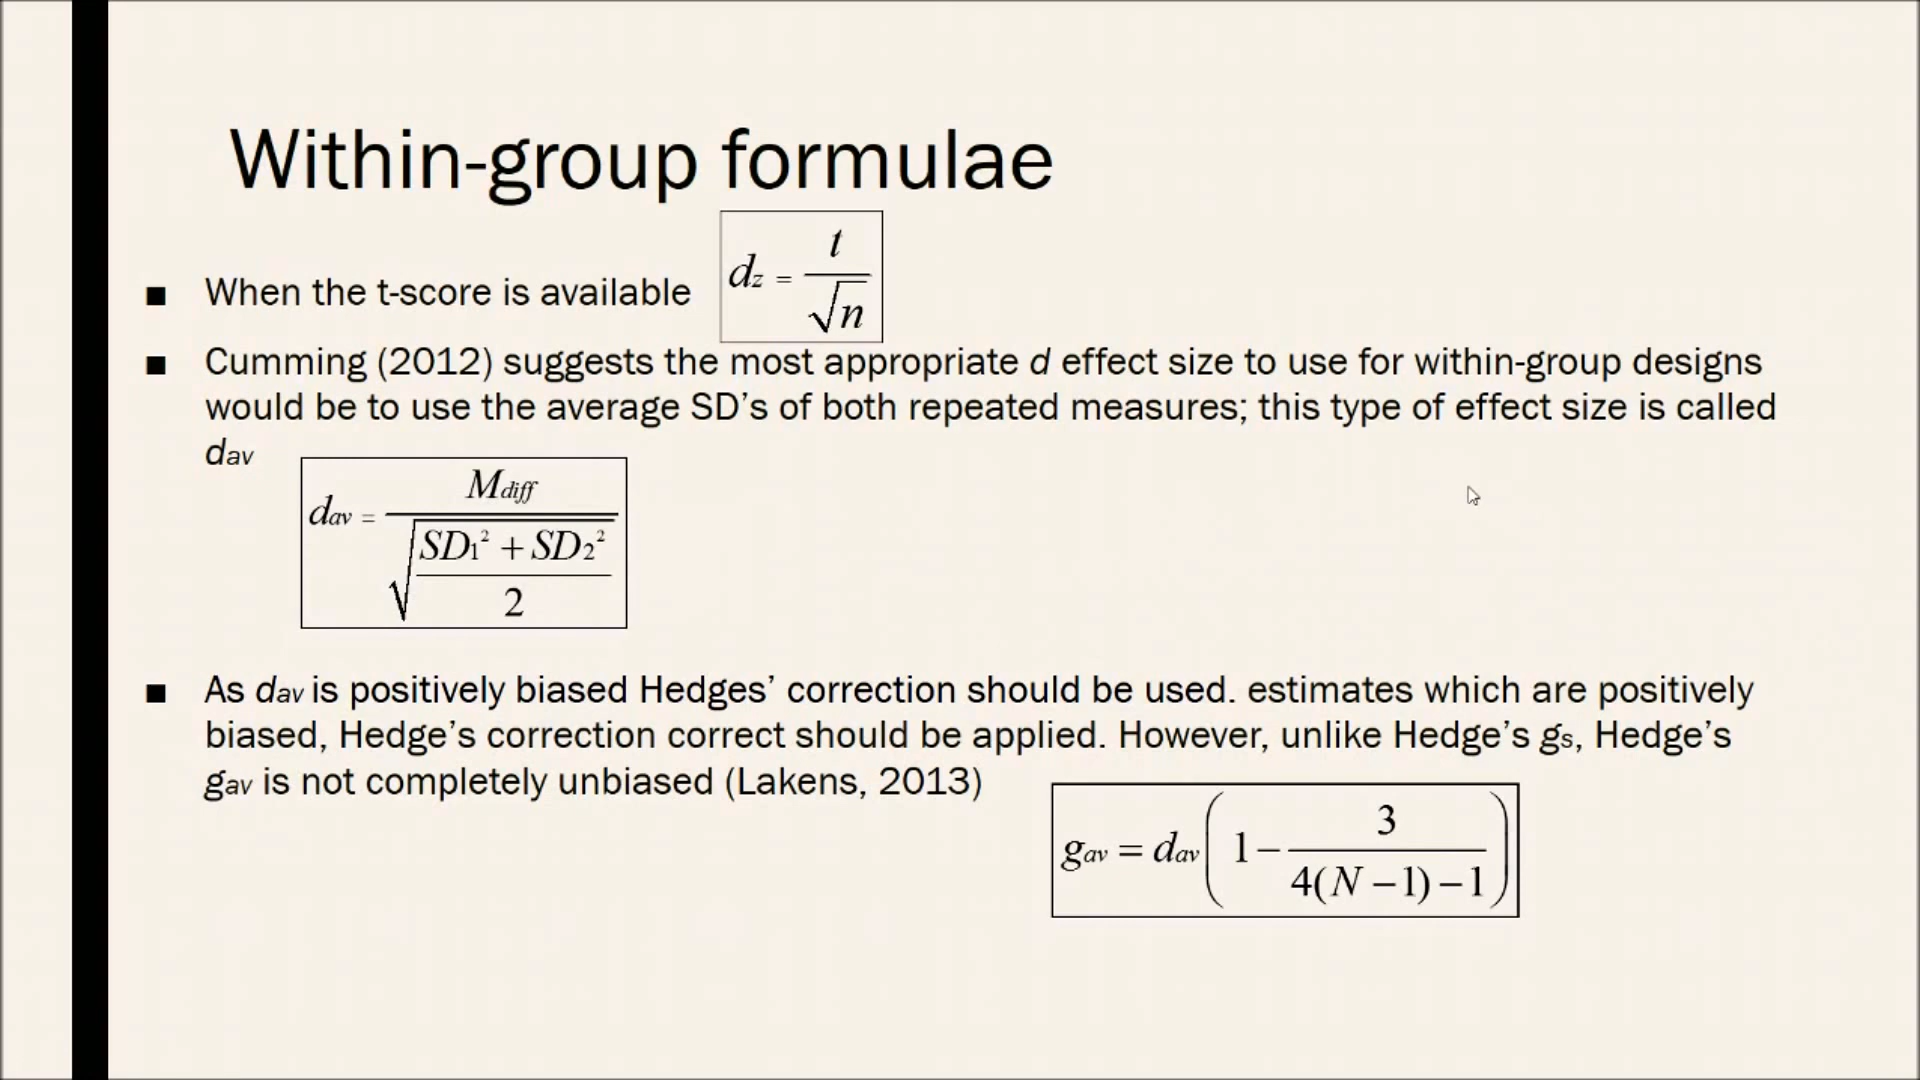 Within-group formulae
■ When the t-score is available
dz = t / √n
■ Cumming (2012) suggests the most appropriate d effect size to use for within-group designs
would be to use the average SD’s of both repeated measures; this type of effect size is called
dav
dav = Mdiff / √((SD1² + SD2²) / 2)
■ As dav is positively biased Hedges’ correction should be used. estimates which are positively
biased, Hedge’s correction correct should be applied. However, unlike Hedge’s gs, Hedge’s
gav is not completely unbiased (Lakens, 2013)
gav = dav(1 − 3 / (4(N − 1) − 1))